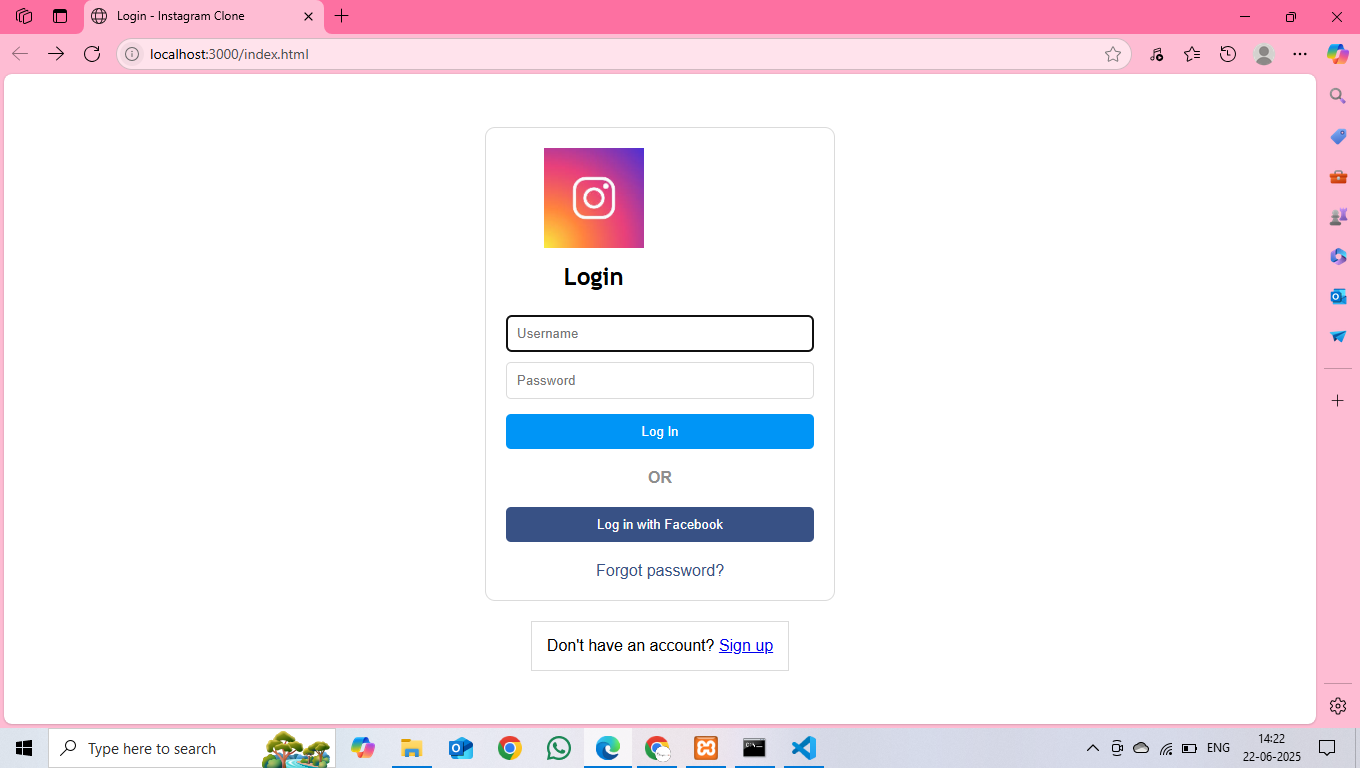 Login - Instagram Clone
localhost:3000/index.html
Login
Username
Password
Log In
OR
Log in with Facebook
Forgot password?
Don't have an account? Sign up
Type here to search
ENG
14:22
22-06-2025